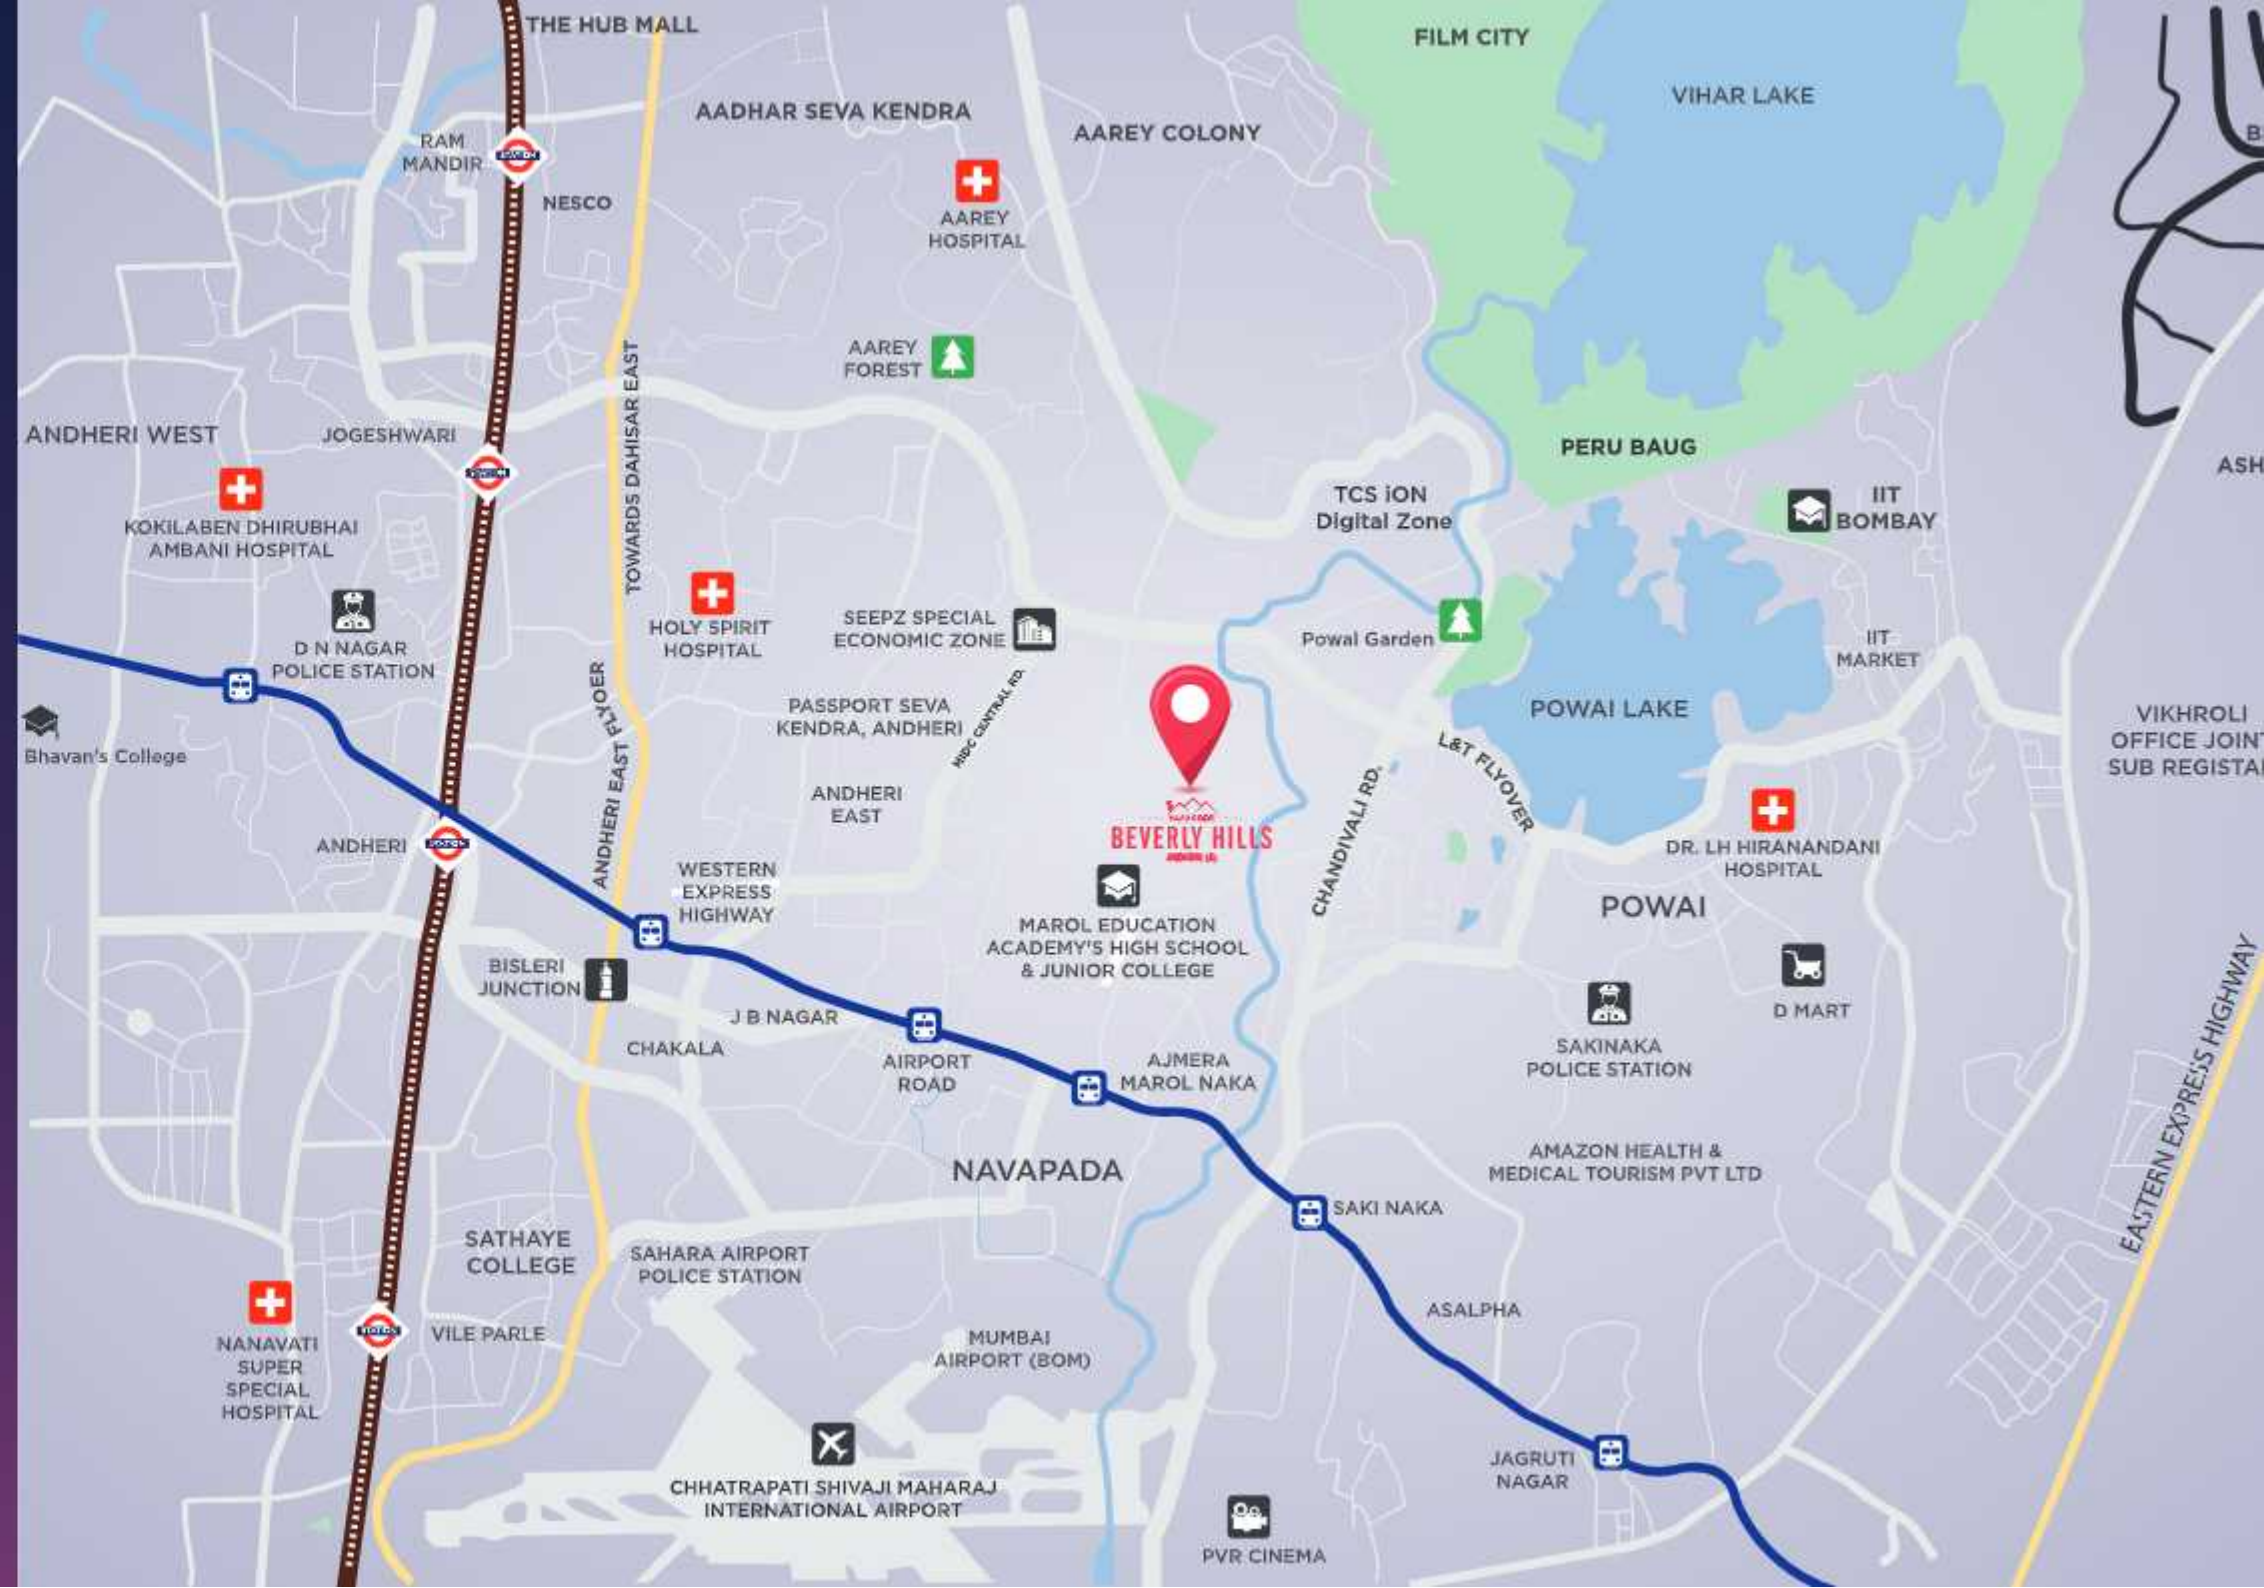 THE HUB MALL
FILM CITY
VIHAR LAKE
AADHAR SEVA KENDRA
AAREY COLONY
RAM
MANDIR
NESCO
AAREY
HOSPITAL
AAREY
FOREST
TOWARDS DAHISAR EAST
ANDHERI WEST
JOGESHWARI
PERU BAUG
KOKILABEN DHIRUBHAI
AMBANI HOSPITAL
TCS iON
Digital Zone
IIT
BOMBAY
D N NAGAR
POLICE STATION
HOLY SPIRIT
HOSPITAL
SEEPZ SPECIAL
ECONOMIC ZONE
Powai Garden
IIT
MARKET
Bhavan's College
ANDHERI EAST FLYOER
PASSPORT SEVA
KENDRA, ANDHERI
MIDC CENTRAL RD.
POWAI LAKE
L&T FLYOVER
VIKHROLI
OFFICE JOINT
SUB REGISTA
ANDHERI
EAST
BEVERLY HILLS
CHANDIVALI RD.
ANDHERI
DR. LH HIRANANDANI
HOSPITAL
WESTERN
EXPRESS
HIGHWAY
POWAI
MAROL EDUCATION
ACADEMY'S HIGH SCHOOL
& JUNIOR COLLEGE
BISLERI
JUNCTION
J B NAGAR
D MART
CHAKALA
AIRPORT
ROAD
AJMERA
MAROL NAKA
SAKINAKA
POLICE STATION
EASTERN EXPRESS HIGHWAY
NAVAPADA
AMAZON HEALTH &
MEDICAL TOURISM PVT LTD
SAKI NAKA
SATHAYE
COLLEGE
SAHARA AIRPORT
POLICE STATION
ASALPHA
NANAVATI
SUPER
SPECIAL
HOSPITAL
VILE PARLE
MUMBAI
AIRPORT (BOM)
JAGRUTI
NAGAR
CHHATRAPATI SHIVAJI MAHARAJ
INTERNATIONAL AIRPORT
PVR CINEMA